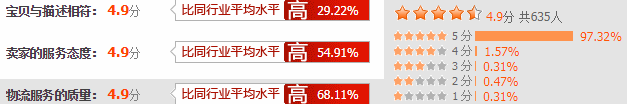 宝贝与描述相符： 4.9分 比同行业平均水平 高 29.22%
卖家的服务态度： 4.9分 比同行业平均水平 高 54.91%
物流服务的质量： 4.9分 比同行业平均水平 高 68.11%
4.9分 共635人
5分 97.32%
4分 1.57%
3分 0.31%
2分 0.47%
1分 0.31%